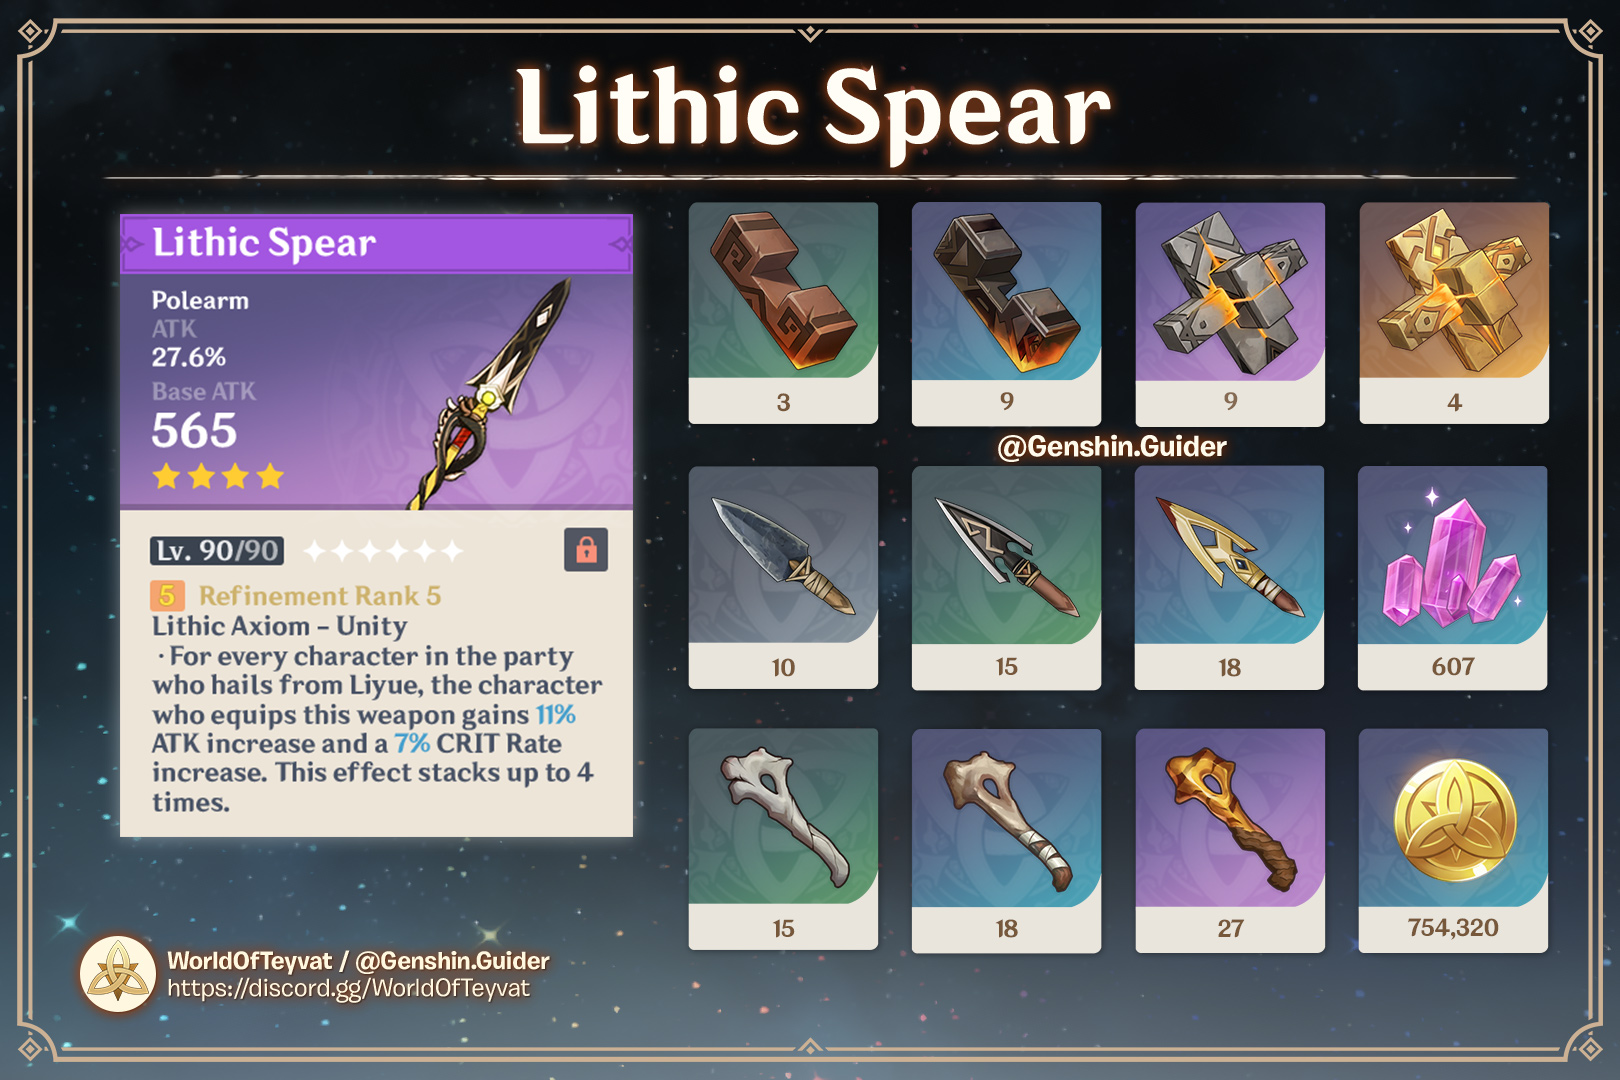 Lithic Spear
Lithic Spear
Polearm
ATK
27.6%
Base ATK
565
Lv. 90/90
5 Refinement Rank 5
Lithic Axiom – Unity
· For every character in the party
who hails from Liyue, the character
who equips this weapon gains 11%
ATK increase and a 7% CRIT Rate
increase. This effect stacks up to 4
times.
3
9
9
4
@Genshin.Guider
10
15
18
607
15
18
27
754,320
WorldOfTeyvat / @Genshin.Guider
https://discord.gg/WorldOfTeyvat